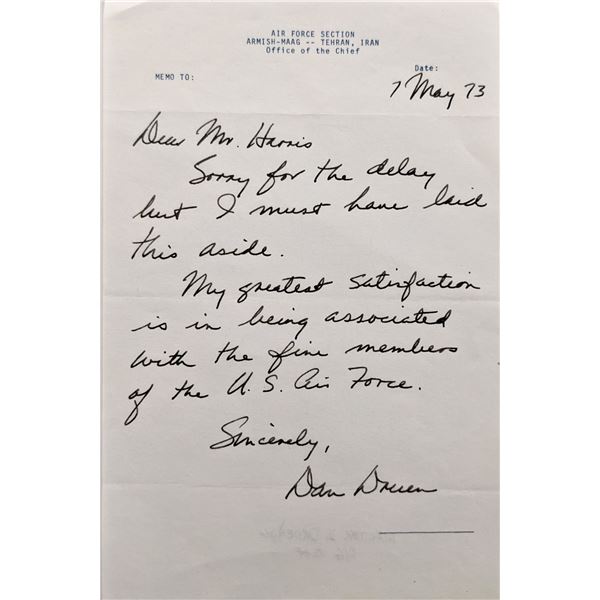 AIR FORCE SECTION
ARMISH-MAAG -- TEHRAN, IRAN
Office of the Chief
Date:
MEMO TO:
7 May 73
Dear Mr. Harris
Sorry for the delay
but I must have laid
this aside.
My greatest satisfaction
is in being associated
with the fine members
of the U.S. Air Force.
Sincerely,
Dan Druen